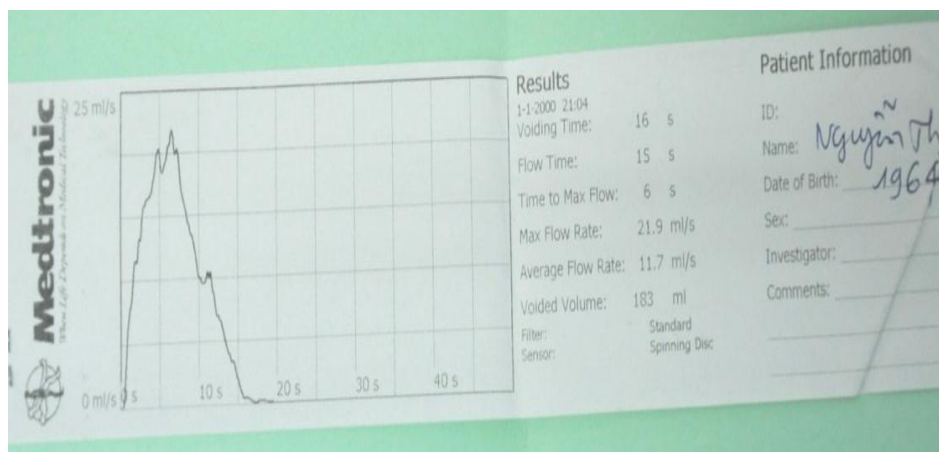 Medtronic
When Life Depends on Medical Technology
25 ml/s
0 ml/s
0 s
10 s
20 s
30 s
40 s
Results
1-1-2000 21:04
Voiding Time: 16 s
Flow Time: 15 s
Time to Max Flow: 6 s
Max Flow Rate: 21.9 ml/s
Average Flow Rate: 11.7 ml/s
Voided Volume: 183 ml
Filter: Standard
Sensor: Spinning Disc
Patient Information
ID:
Name: Nguyễn Th
Date of Birth: 1964
Sex:
Investigator:
Comments: